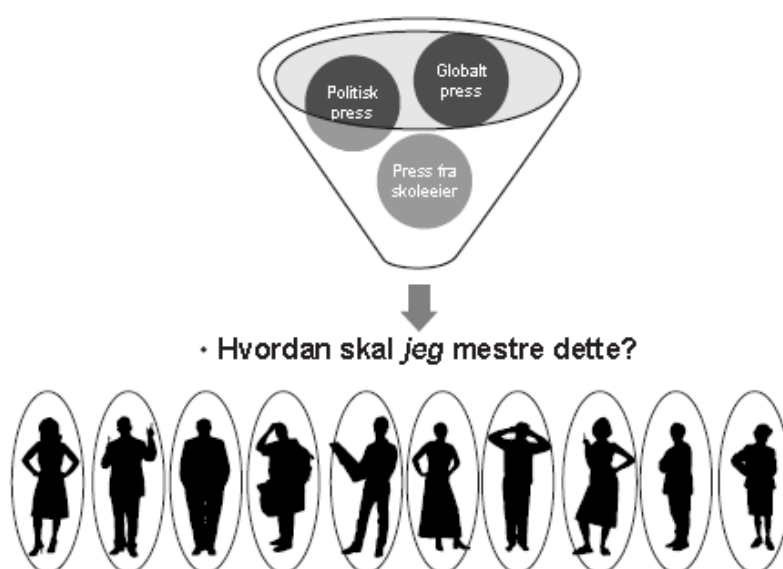 Politisk
press
Globalt
press
Press fra
skoleeier
• Hvordan skal jeg mestre dette?